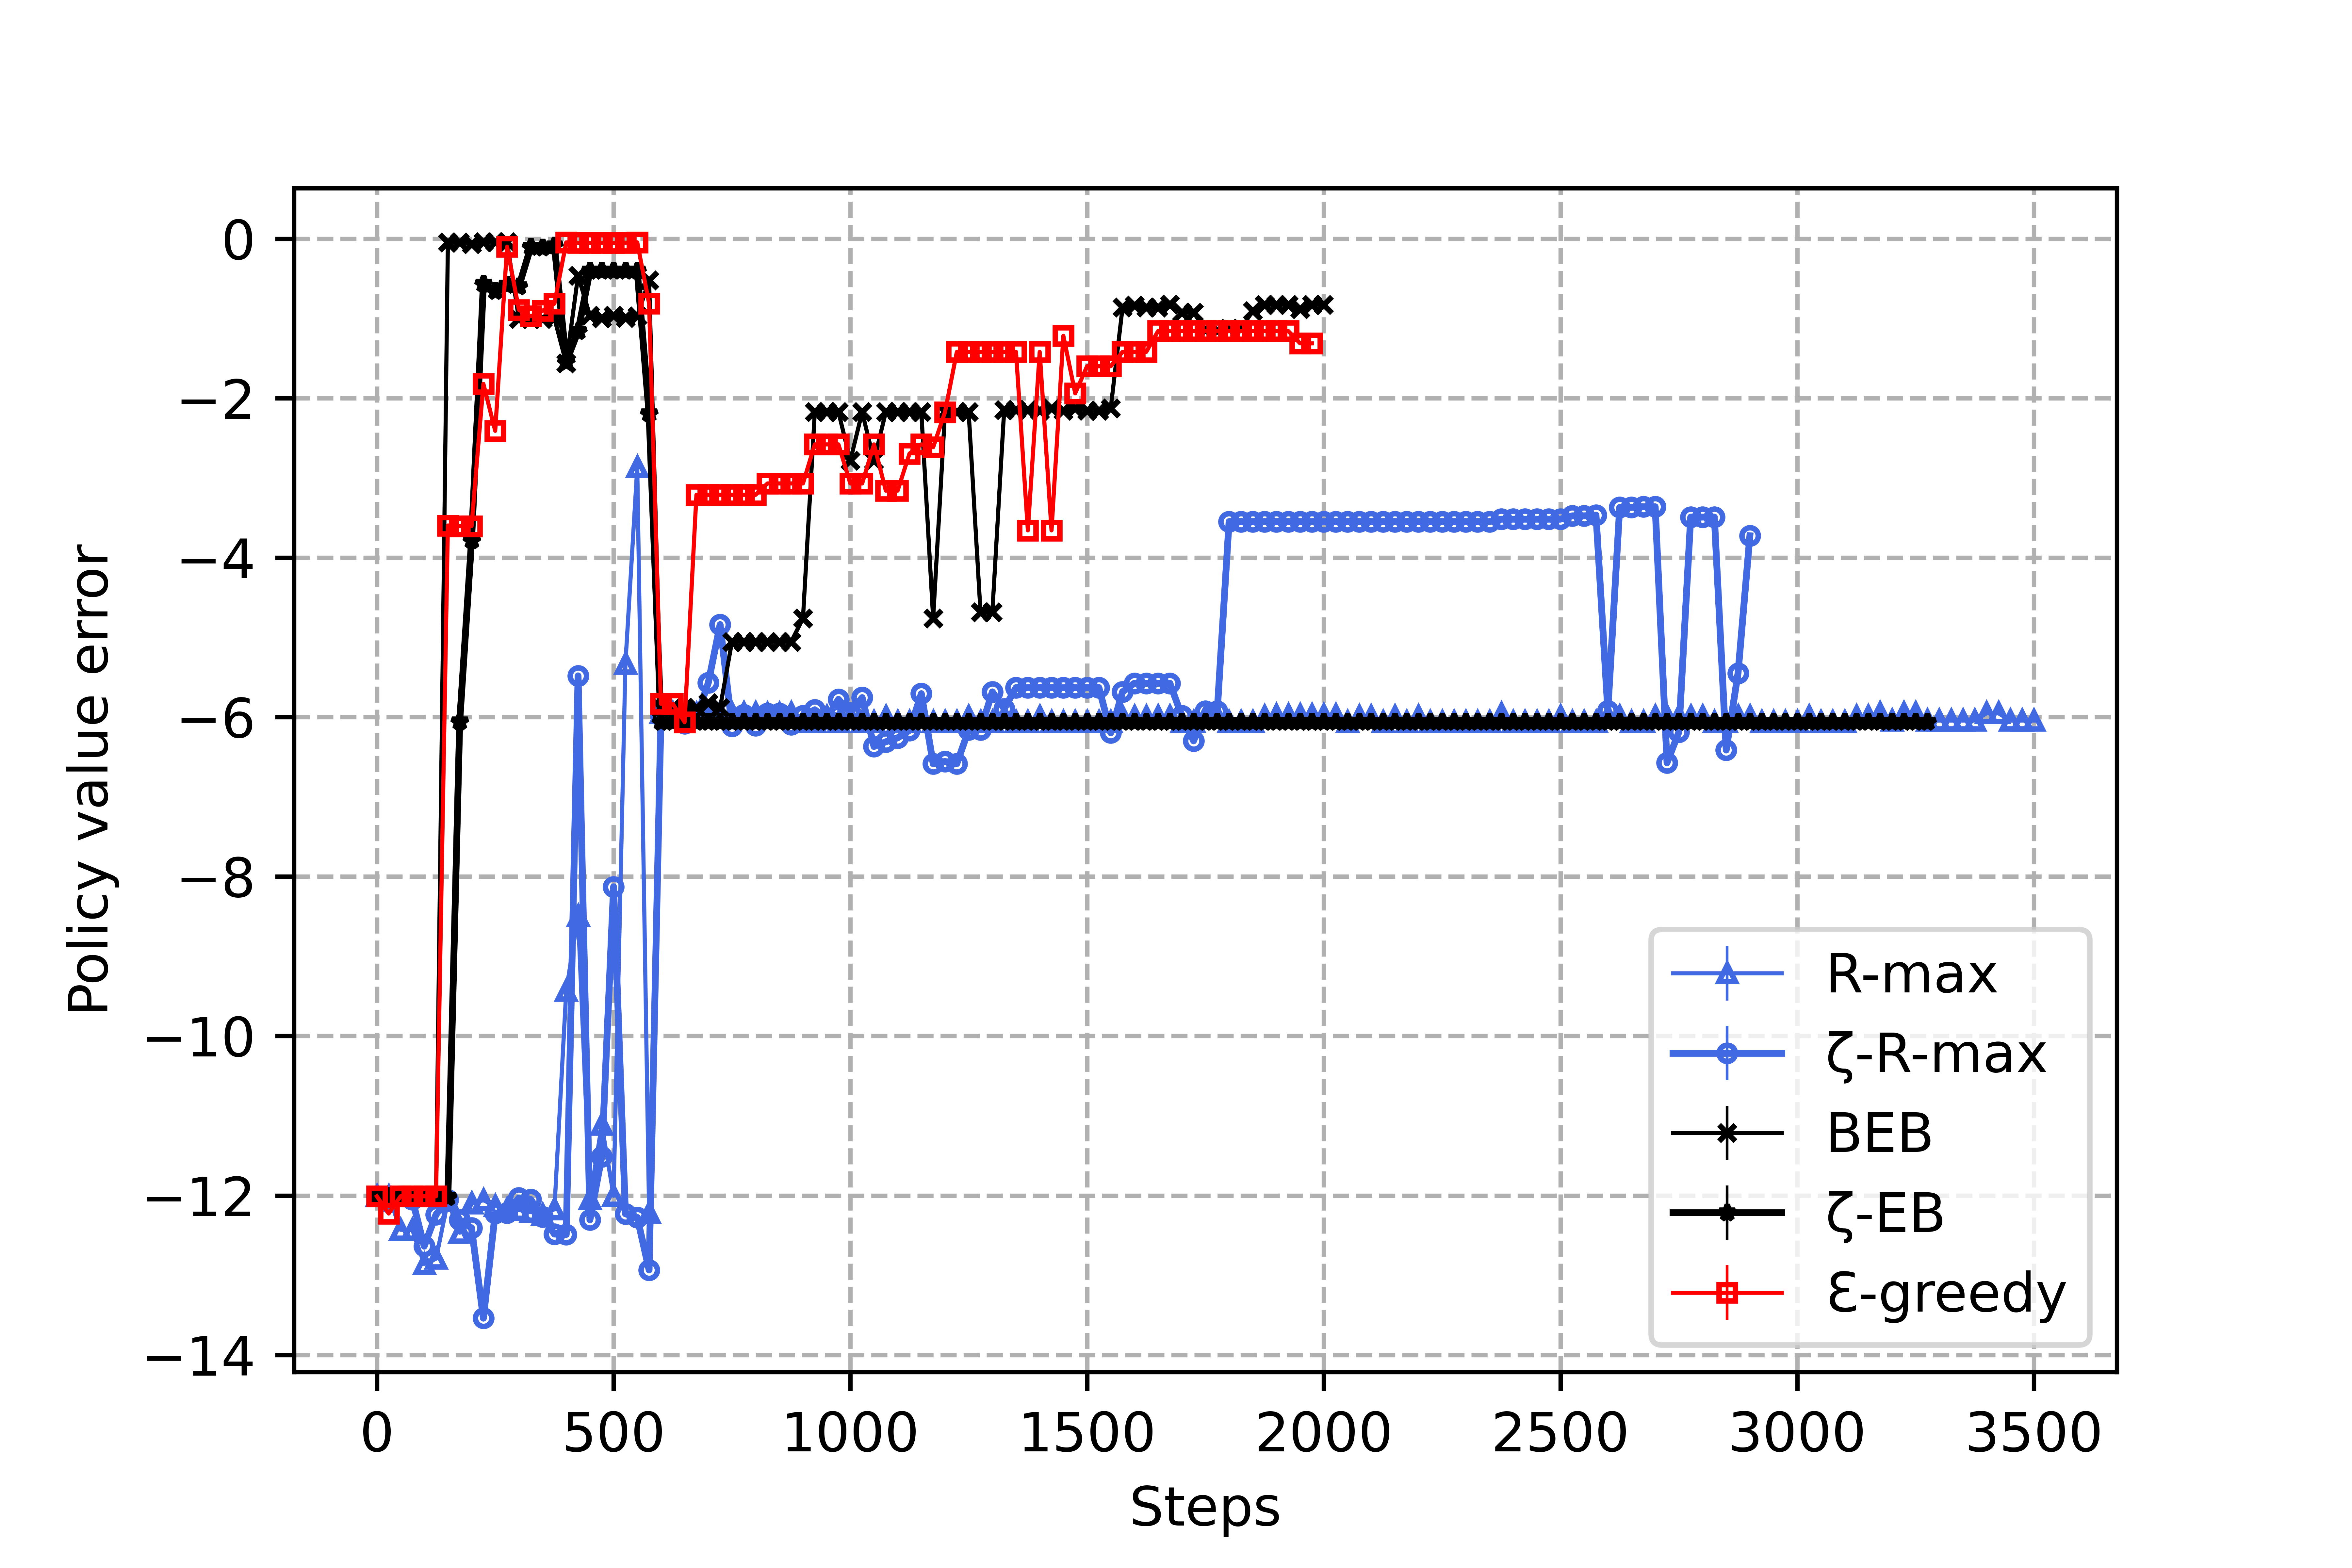 Policy value error
0
−2
−4
−6
−8
−10
−12
−14
0 500 1000 1500 2000 2500 3000 3500
Steps
R-max
ζ-R-max
BEB
ζ-EB
Ɛ-greedy